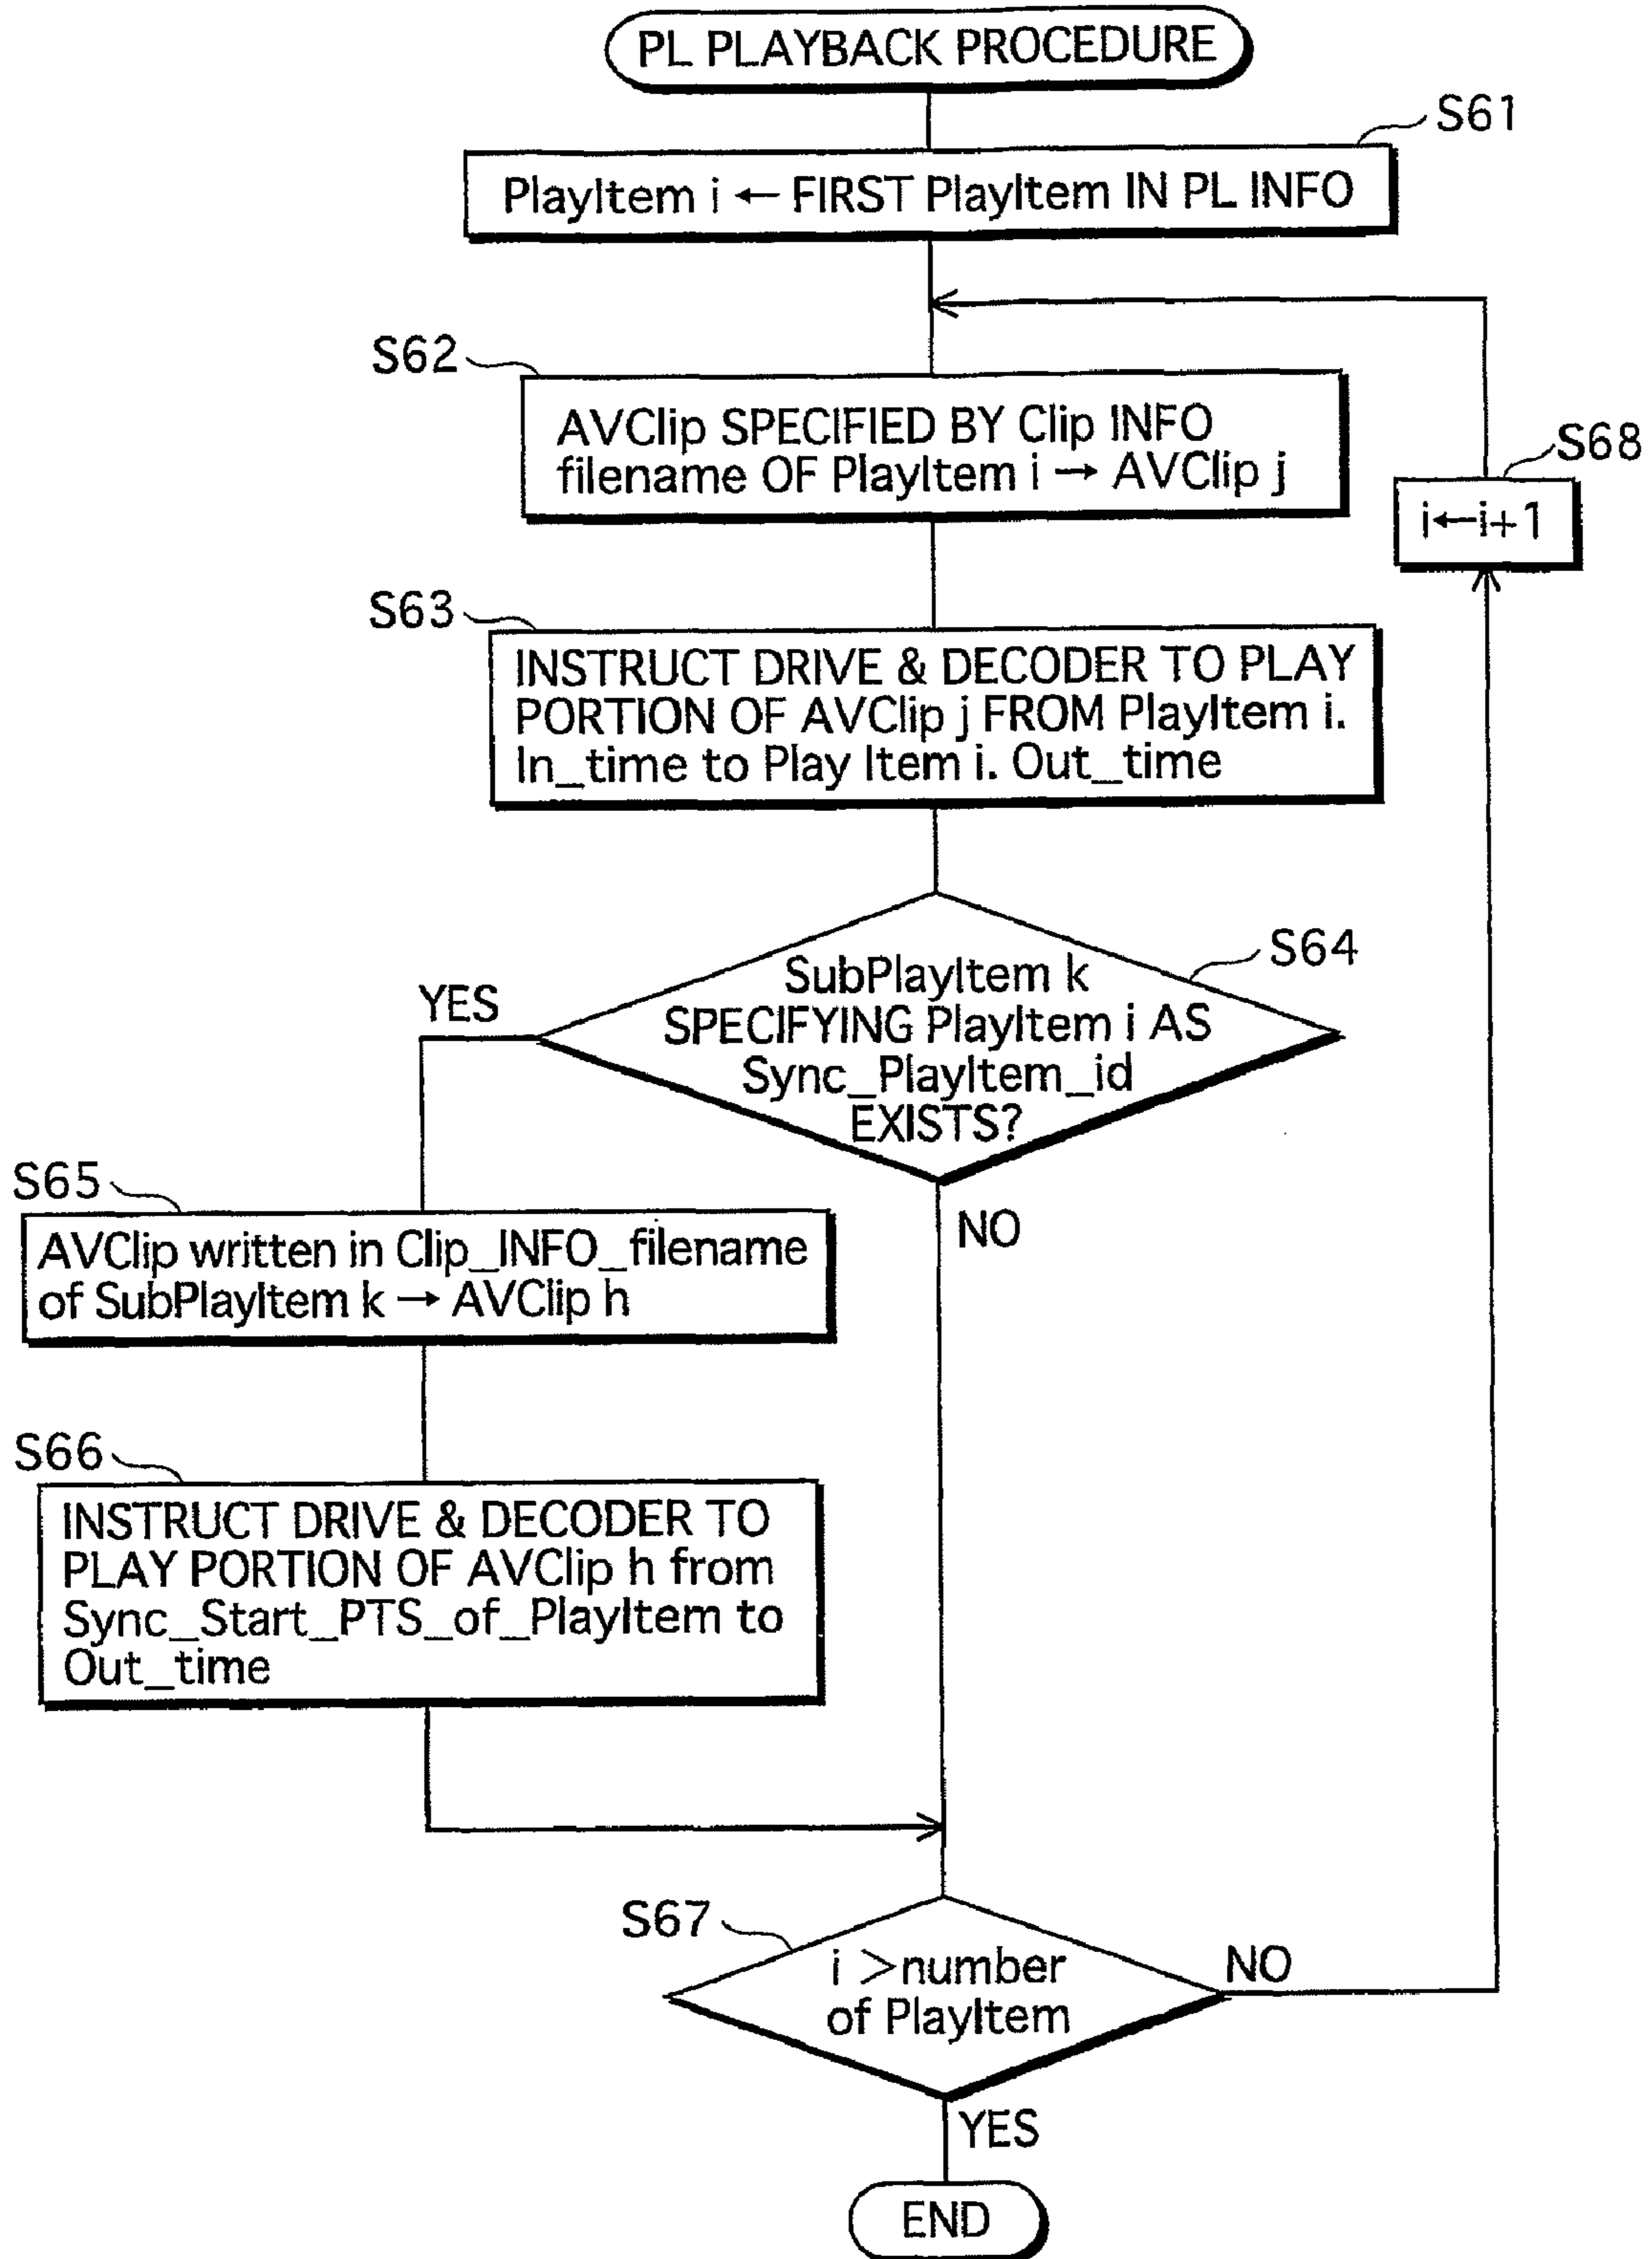 PL PLAYBACK PROCEDURE
S61
PlayItem i ← FIRST PlayItem IN PL INFO
S62
AVClip SPECIFIED BY Clip INFO
filename OF PlayItem i → AVClip j
S68
i←i+1
S63
INSTRUCT DRIVE & DECODER TO PLAY
PORTION OF AVClip j FROM PlayItem i.
In_time to Play Item i. Out_time
S64
SubPlayItem k
SPECIFYING PlayItem i AS
Sync_PlayItem_id
EXISTS?
YES
NO
S65
AVClip written in Clip_INFO_filename
of SubPlayItem k → AVClip h
S66
INSTRUCT DRIVE & DECODER TO
PLAY PORTION OF AVClip h from
Sync_Start_PTS_of_PlayItem to
Out_time
S67
i >number
of PlayItem
NO
YES
END